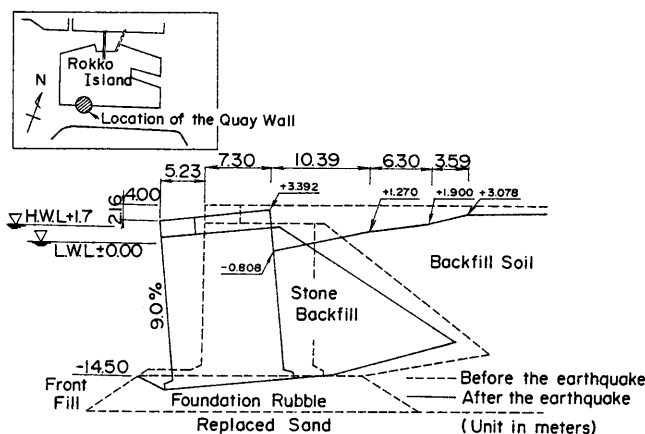 Rokko
Island
N
Location of the Quay Wall
5.23
7.30
10.39
6.30
3.59
4.00
2.16
+3.392
+1.270
+1.900
+3.078
H.W.L+1.7
L.W.L±0.00
-0.808
Backfill Soil
Stone
Backfill
9.0%
-14.50
Front
Fill
Foundation Rubble
Replaced Sand
Before the earthquake
After the earthquake
(Unit in meters)